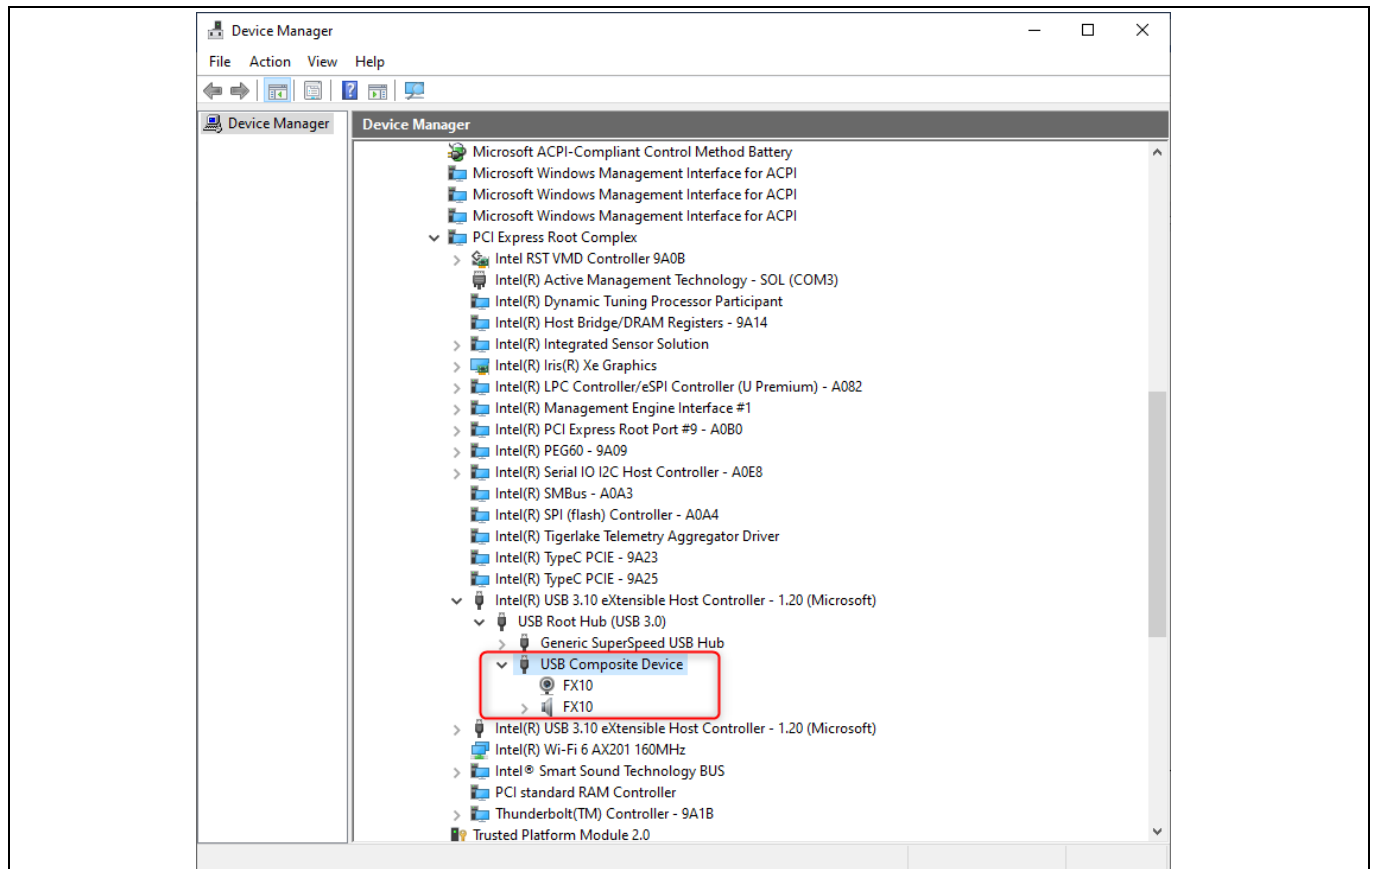 Device Manager
File Action View Help
Device Manager
Device Manager
Microsoft ACPI-Compliant Control Method Battery
Microsoft Windows Management Interface for ACPI
Microsoft Windows Management Interface for ACPI
Microsoft Windows Management Interface for ACPI
PCI Express Root Complex
Intel RST VMD Controller 9A0B
Intel(R) Active Management Technology - SOL (COM3)
Intel(R) Dynamic Tuning Processor Participant
Intel(R) Host Bridge/DRAM Registers - 9A14
Intel(R) Integrated Sensor Solution
Intel(R) Iris(R) Xe Graphics
Intel(R) LPC Controller/eSPI Controller (U Premium) - A082
Intel(R) Management Engine Interface #1
Intel(R) PCI Express Root Port #9 - A0B0
Intel(R) PEG60 - 9A09
Intel(R) Serial IO I2C Host Controller - A0E8
Intel(R) SMBus - A0A3
Intel(R) SPI (flash) Controller - A0A4
Intel(R) Tigerlake Telemetry Aggregator Driver
Intel(R) TypeC PCIE - 9A23
Intel(R) TypeC PCIE - 9A25
Intel(R) USB 3.10 eXtensible Host Controller - 1.20 (Microsoft)
USB Root Hub (USB 3.0)
Generic SuperSpeed USB Hub
USB Composite Device
FX10
FX10
Intel(R) USB 3.10 eXtensible Host Controller - 1.20 (Microsoft)
Intel(R) Wi-Fi 6 AX201 160MHz
Intel® Smart Sound Technology BUS
PCI standard RAM Controller
Thunderbolt(TM) Controller - 9A1B
Trusted Platform Module 2.0